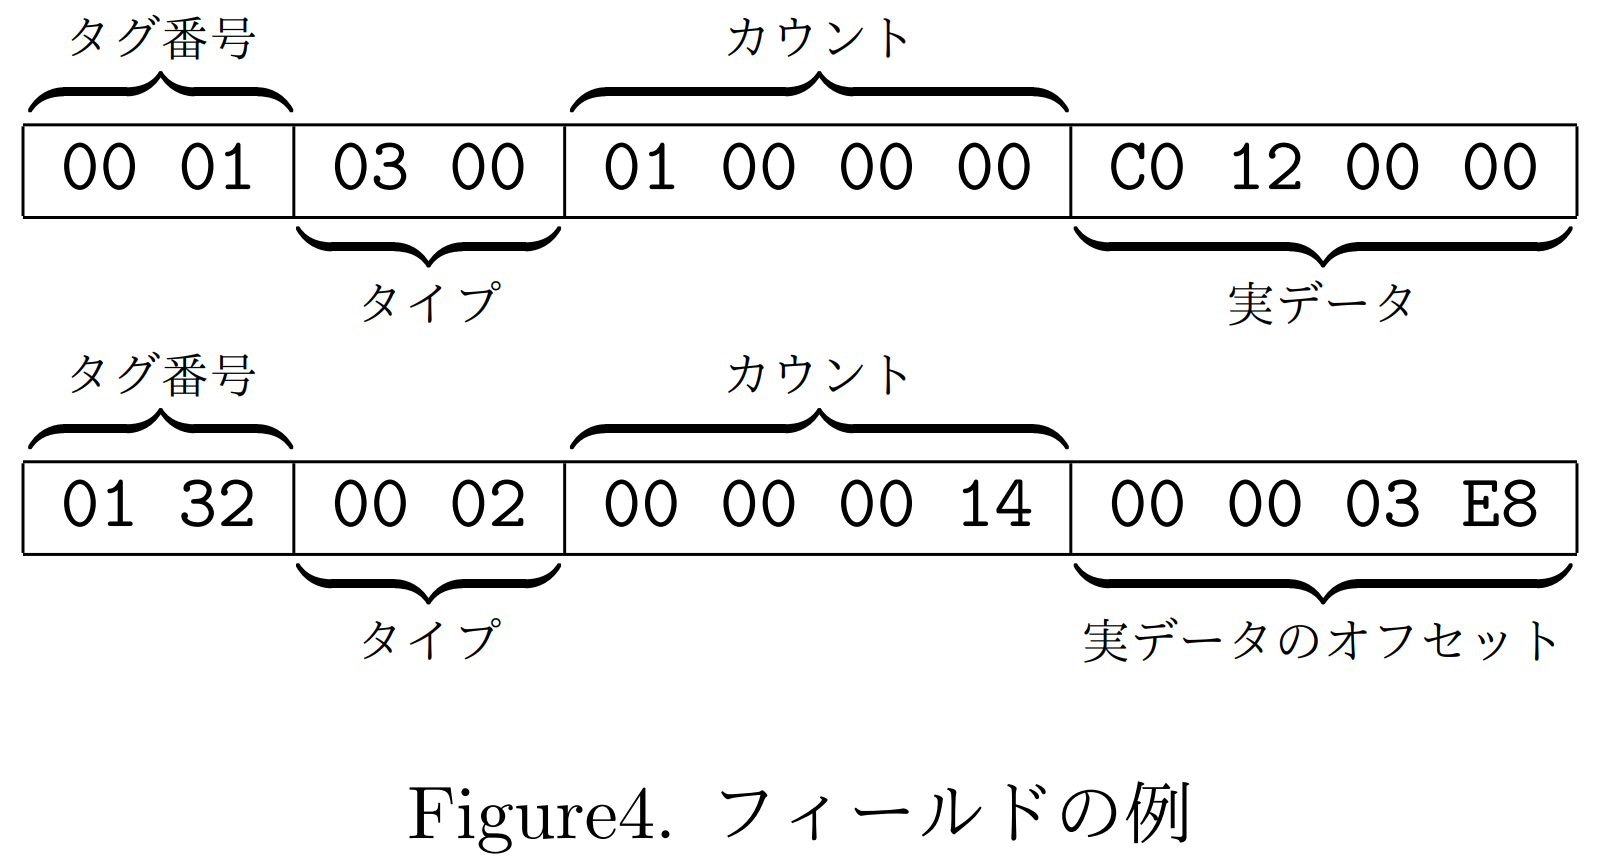 タグ番号 カウント
00 01 03 00 01 00 00 00 C0 12 00 00
タイプ 実データ
タグ番号 カウント
01 32 00 02 00 00 00 14 00 00 03 E8
タイプ 実データのオフセット
Figure4. フィールドの例